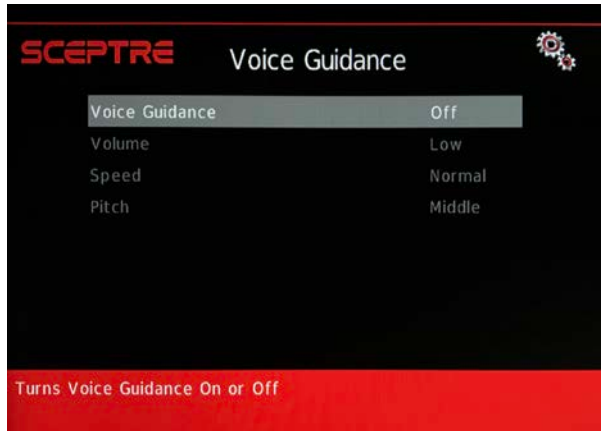 SCEPTRE
Voice Guidance
Voice Guidance Off
Volume Low
Speed Normal
Pitch Middle
Turns Voice Guidance On or Off